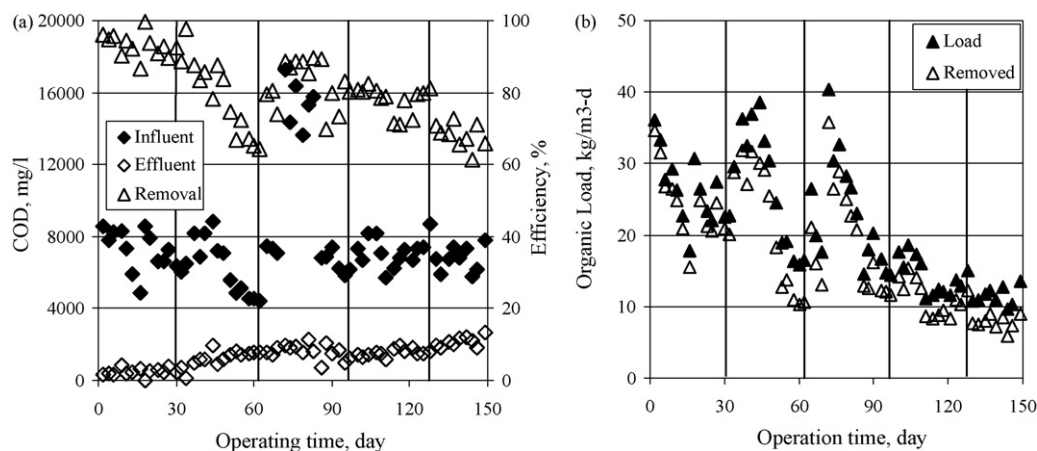 (a)
20000
16000
12000
8000
4000
0
COD, mg/l
100
80
60
40
20
0
Efficiency, %
Influent
Effluent
Removal
0 30 60 90 120 150
Operating time, day
(b)
50
40
30
20
10
0
Organic Load, kg/m3-d
Load
Removed
0 30 60 90 120 150
Operation time, day